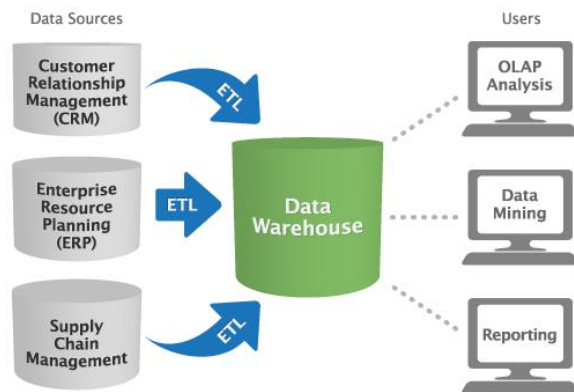 Data Sources
Users
Customer
Relationship
Management
(CRM)
ETL
OLAP
Analysis
Enterprise
Resource
Planning
(ERP)
ETL
Data
Warehouse
Data
Mining
Supply
Chain
Management
ETL
Reporting